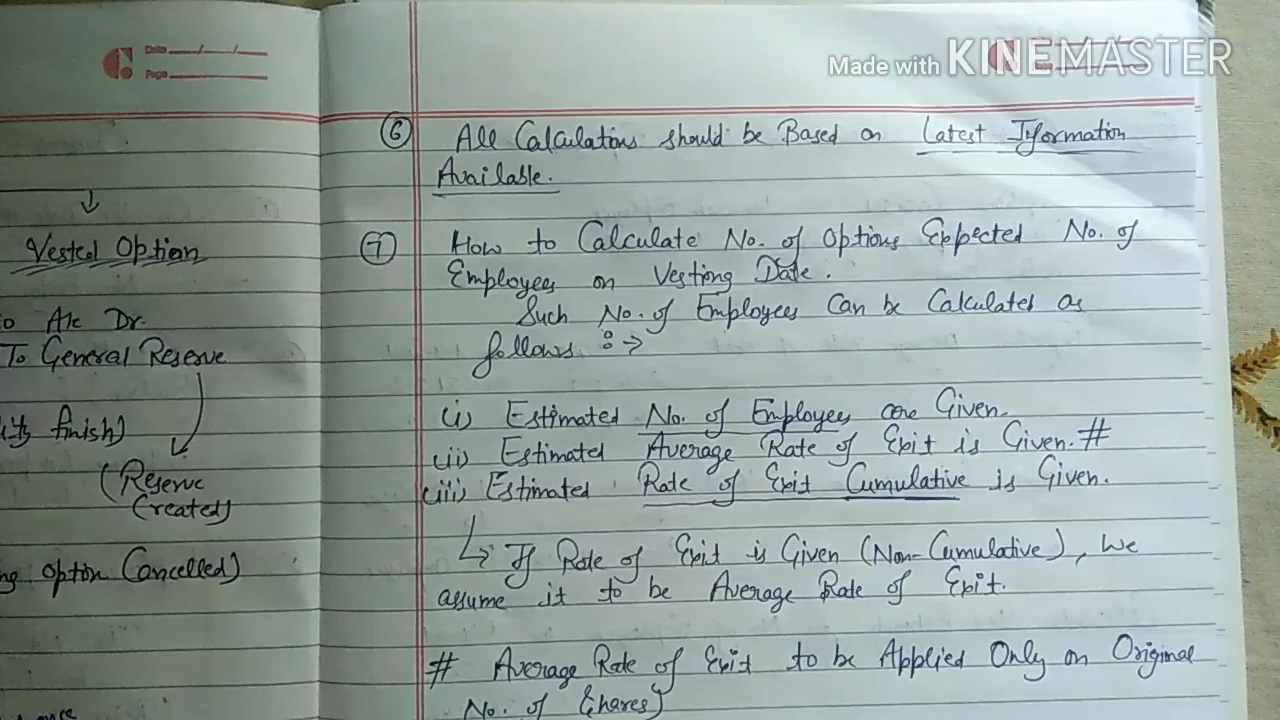 Date / / /
Page
Made with KINEMASTER
↓
Vested Option
o A/c Dr.
To General Reserve
finish)
(Reserve
Created)
ng option Cancelled)
⑥ All Calculations should be Based on Latest Information
Available.
⑦ How to Calculate No. of Options Expected No. of
Employees on Vesting Date.
Such No. of Employees Can be Calculated as
follows :→
(i) Estimated No. of Employees are Given.
(ii) Estimated Average Rate of Exit is Given. #
(iii) Estimated Rate of Exit Cumulative is Given.
↳ If Rate of Exit is Given (Non-Cumulative), We
assume it to be Average Rate of Exit.
# Average Rate of Exit to be Applied Only on Original
No. of Shares}